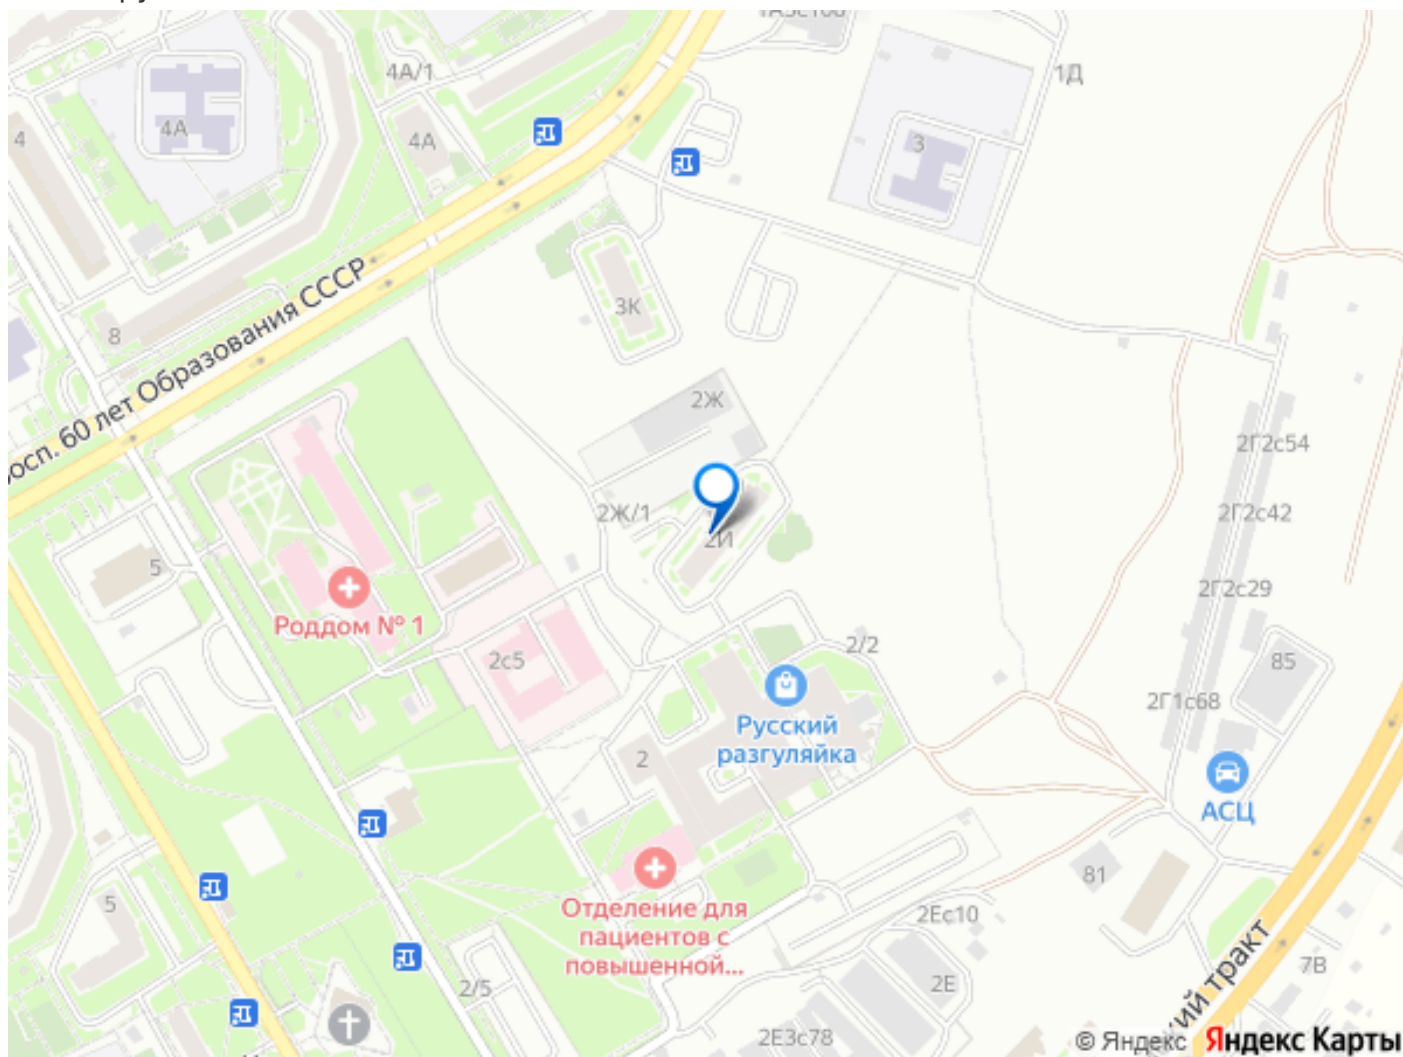 4А/1
1Д
4
4А
4А
3
3К
8
просп. 60 лет Образования СССР
2Ж
2Г2с54
2Ж/1
2Г2с42
2И
5
2Г2с29
Роддом № 1
2с5
2/2
85
2Г1с68
Русский
разгуляйка
2
АСЦ
81
5
Отделение для
пациентов с
повышенной...
2Ес10
2/5
2Е
7В
2Е3с78
кий тракт
© Яндекс Яндекс Карты